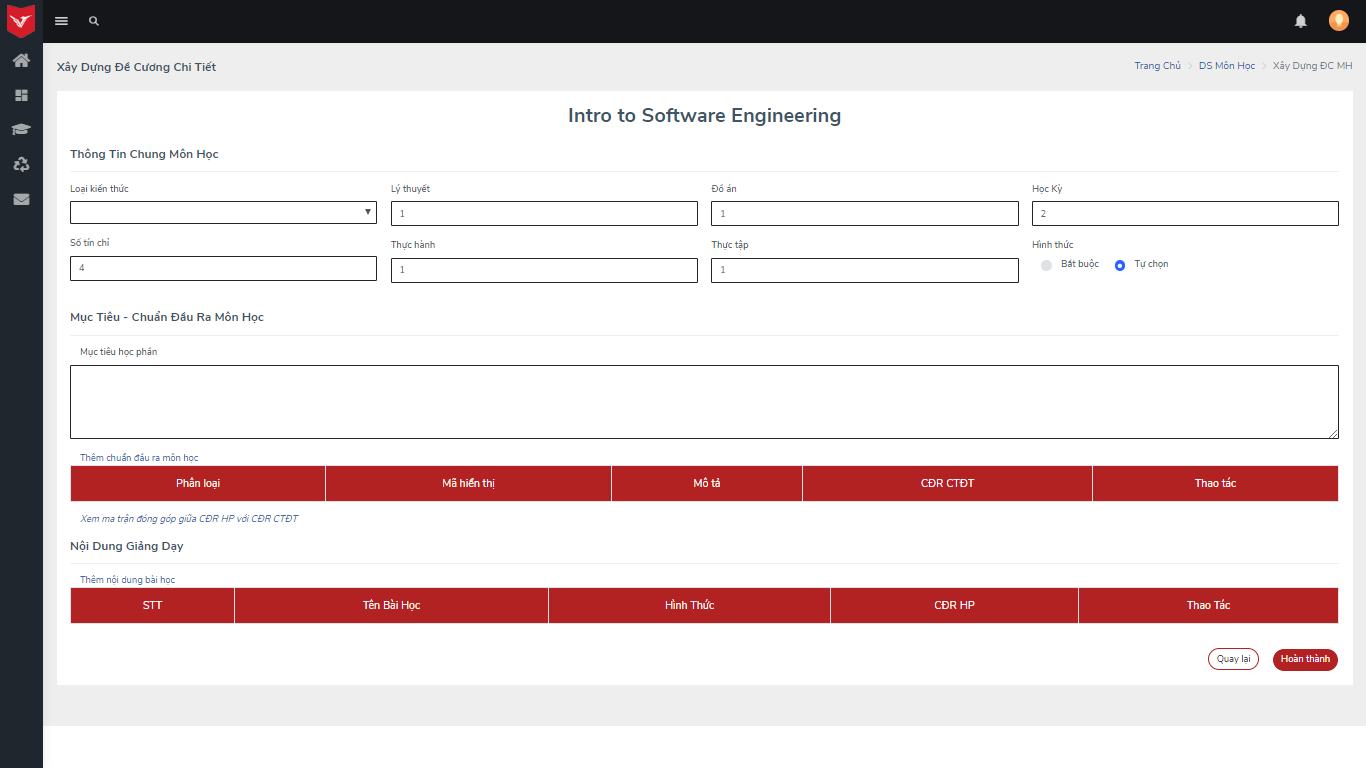 Xây Dựng Đề Cương Chi Tiết
Trang Chủ > DS Môn Học > Xây Dựng ĐC MH
Intro to Software Engineering
Thông Tin Chung Môn Học
Loại kiến thức
Lý thuyết
Đồ án
Học Kỳ
1
1
2
Số tín chỉ
Thực hành
Thực tập
Hình thức
4
1
1
Bắt buộc
Tự chọn
Mục Tiêu - Chuẩn Đầu Ra Môn Học
Mục tiêu học phần
Thêm chuẩn đầu ra môn học
Phân loại
Mã hiển thị
Mô tả
CĐR CTĐT
Thao tác
Xem ma trận đóng góp giữa CĐR HP với CĐR CTĐT
Nội Dung Giảng Dạy
Thêm nội dung bài học
STT
Tên Bài Học
Hình Thức
CĐR HP
Thao Tác
Quay lại
Hoàn thành